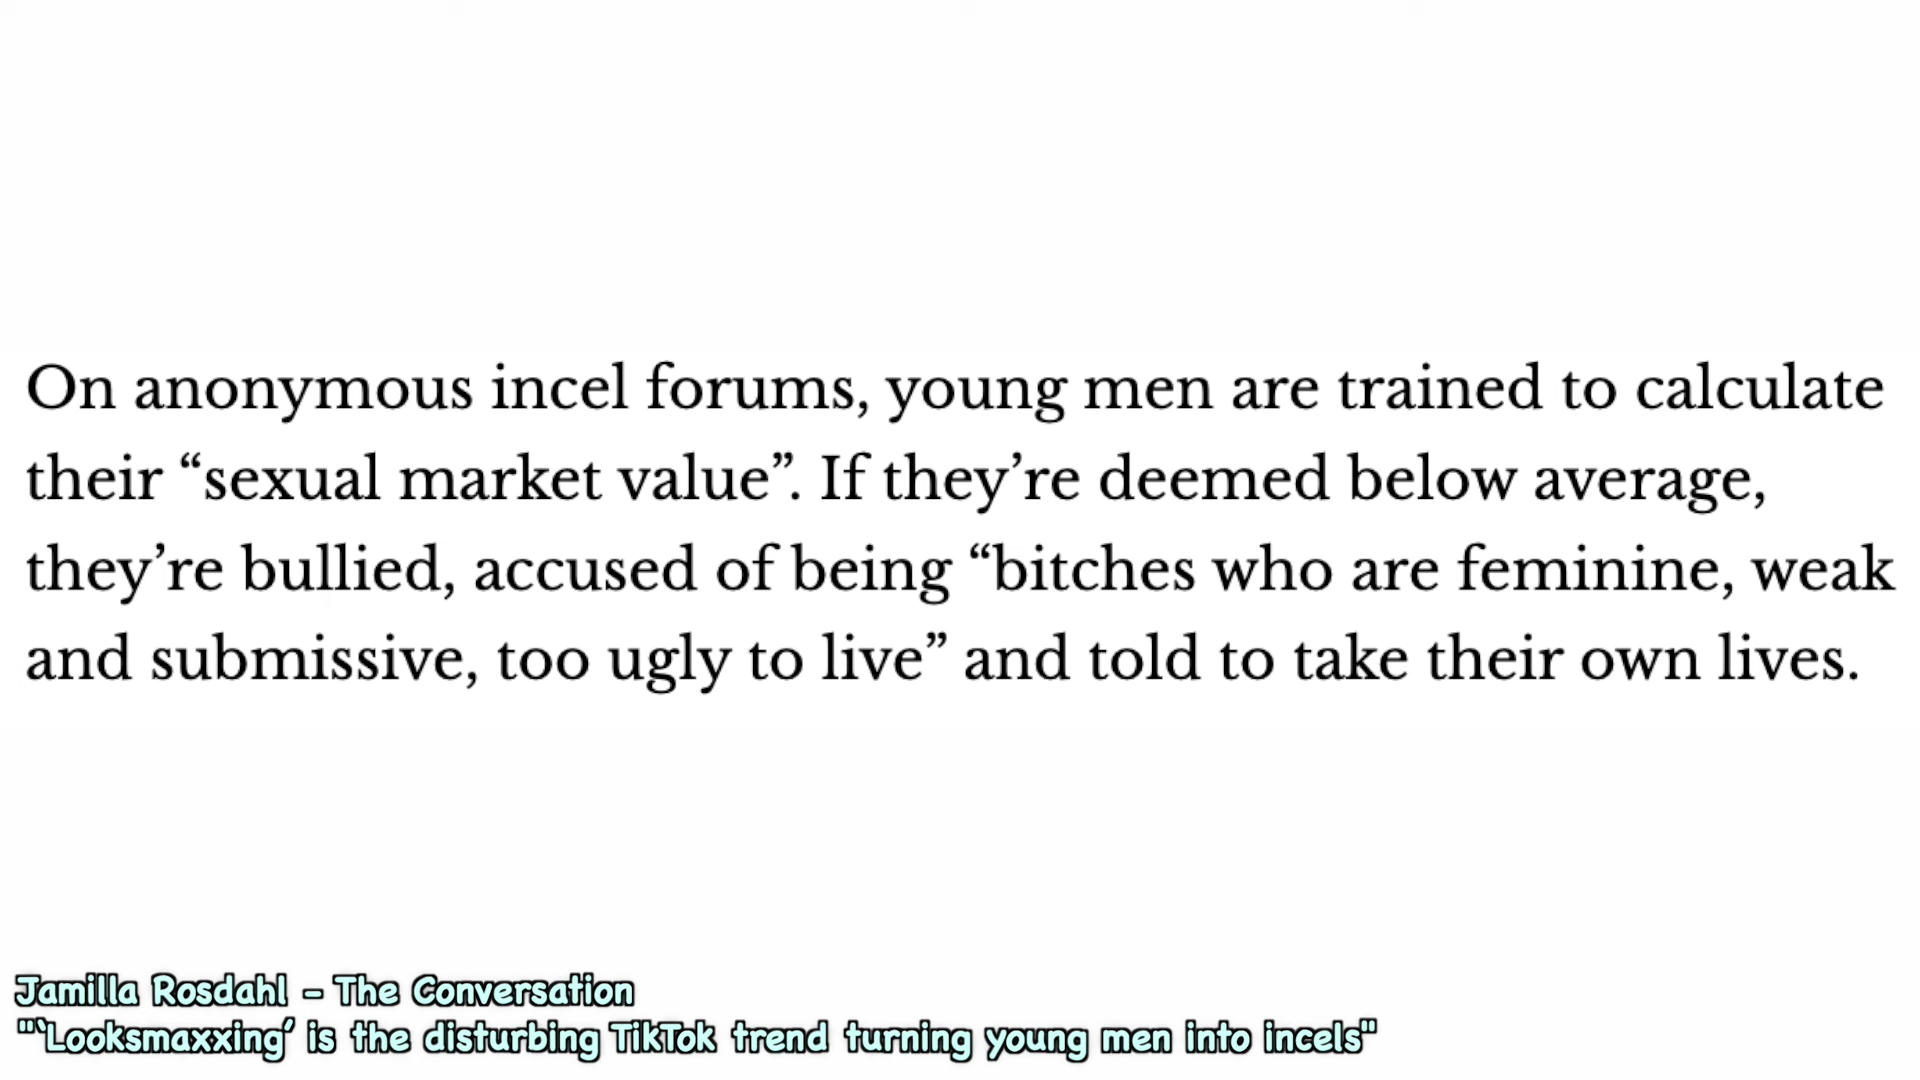 On anonymous incel forums, young men are trained to calculate
their “sexual market value”. If they’re deemed below average,
they’re bullied, accused of being “bitches who are feminine, weak
and submissive, too ugly to live” and told to take their own lives.
Jamilla Rosdahl - The Conversation
"‘Looksmaxxing’ is the disturbing TikTok trend turning young men into incels"